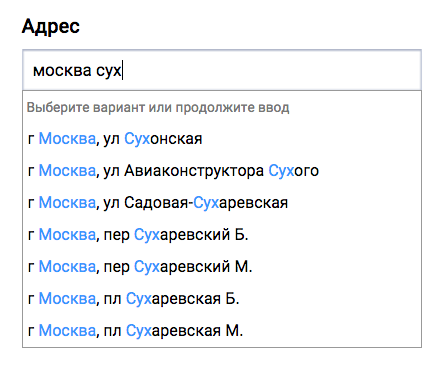 Адрес
москва сух
Выберите вариант или продолжите ввод
г Москва, ул Сухонская
г Москва, ул Авиаконструктора Сухого
г Москва, ул Садовая-Сухаревская
г Москва, пер Сухаревский Б.
г Москва, пер Сухаревский М.
г Москва, пл Сухаревская Б.
г Москва, пл Сухаревская М.